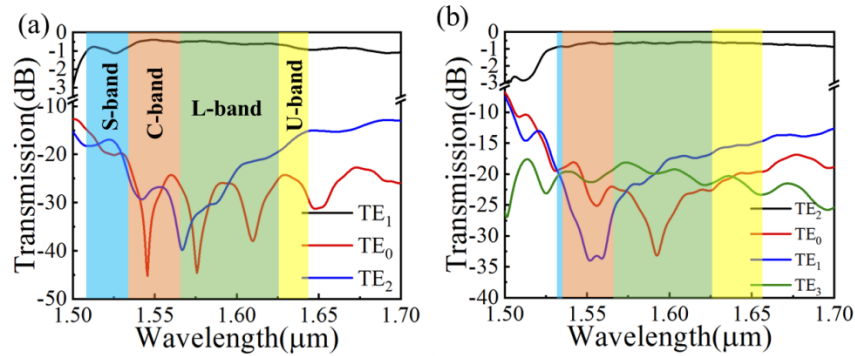 (a)
Transmission(dB)
0
-1
-2
-3
-10
-20
-30
-40
-50
S-band
C-band
L-band
U-band
TE₁
TE₀
TE₂
1.50
1.55
1.60
1.65
1.70
Wavelength(μm)
(b)
Transmission(dB)
0
-1
-2
-3
-5
-10
-15
-20
-25
-30
-35
-40
TE₂
TE₀
TE₁
TE₃
1.50
1.55
1.60
1.65
1.70
Wavelength(μm)